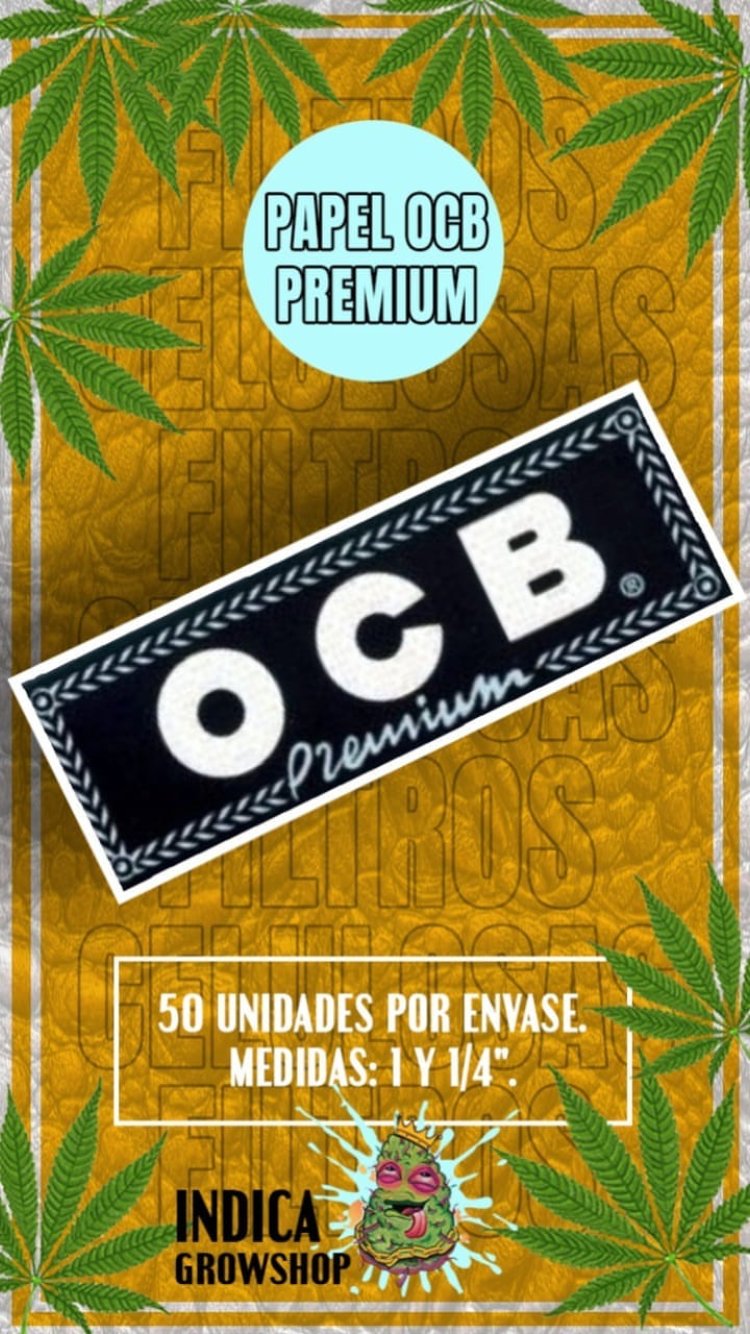 PAPEL OCB
PREMIUM
FILTROS
CELULOSAS
FILTROS
CELULOSAS
OCB®
Premium
FILTROS
CELULOSAS
FILTROS
50 UNIDADES POR ENVASE.
MEDIDAS: 1 Y 1/4".
INDICA
GROWSHOP